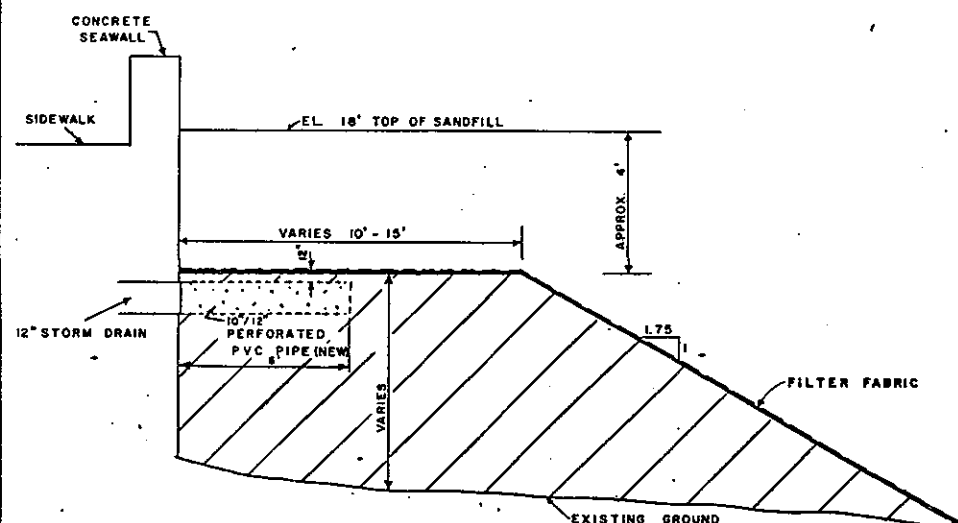 CONCRETE
SEAWALL
SIDEWALK
EL. 18' TOP OF SANDFILL
APPROX. 4'
VARIES 10' - 15'
12"
12" STORM DRAIN
10"/12"
PERFORATED
PVC PIPE (NEW)
VARIES
1.75
1
FILTER FABRIC
EXISTING GROUND